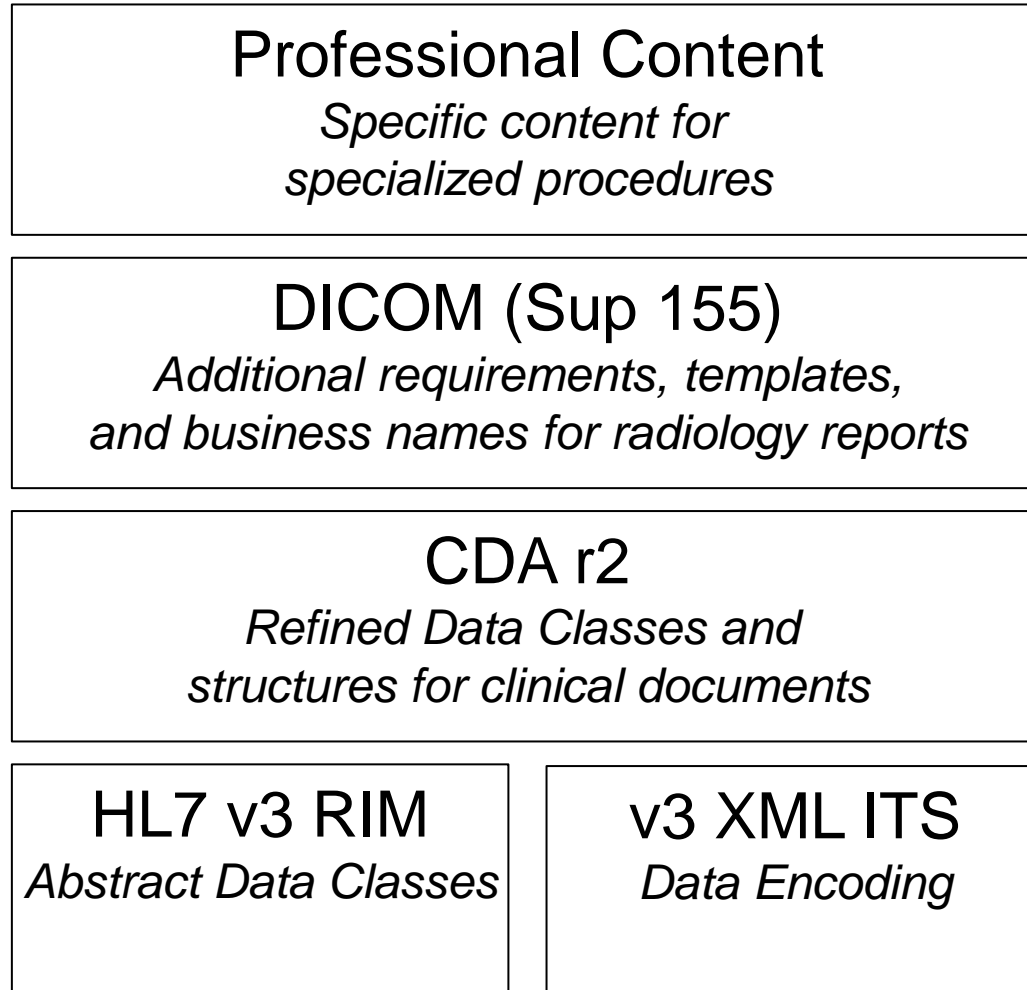 Professional Content
Specific content for
specialized procedures
DICOM (Sup 155)
Additional requirements, templates,
and business names for radiology reports
CDA r2
Refined Data Classes and
structures for clinical documents
HL7 v3 RIM
Abstract Data Classes
v3 XML ITS
Data Encoding